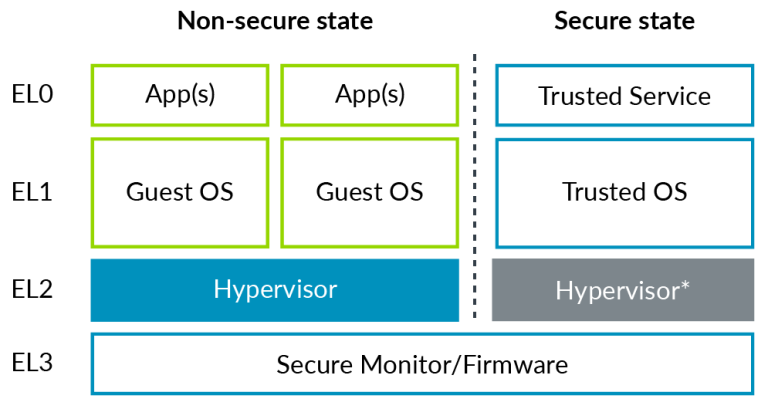 Non-secure state Secure state
EL0 App(s) App(s) Trusted Service
EL1 Guest OS Guest OS Trusted OS
EL2 Hypervisor Hypervisor*
EL3 Secure Monitor/Firmware